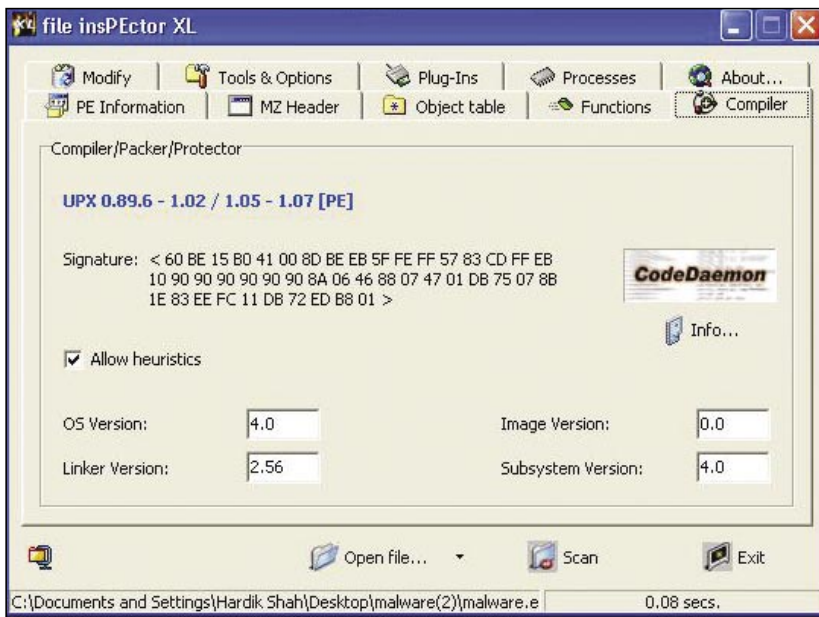 file insPEctor XL
Modify
Tools & Options
Plug-Ins
Processes
About...
PE Information
MZ Header
Object table
Functions
Compiler
Compiler/Packer/Protector
UPX 0.89.6 - 1.02 / 1.05 - 1.07 [PE]
Signature: < 60 BE 15 B0 41 00 8D BE EB 5F FE FF 57 83 CD FF EB
10 90 90 90 90 90 90 8A 06 46 88 07 47 01 DB 75 07 8B
1E 83 EE FC 11 DB 72 ED B8 01 >
CodeDaemon
Info...
Allow heuristics
OS Version: 4.0
Image Version: 0.0
Linker Version: 2.56
Subsystem Version: 4.0
Open file...
Scan
Exit
C:\Documents and Settings\Hardik Shah\Desktop\malware(2)\malware.e
0.08 secs.